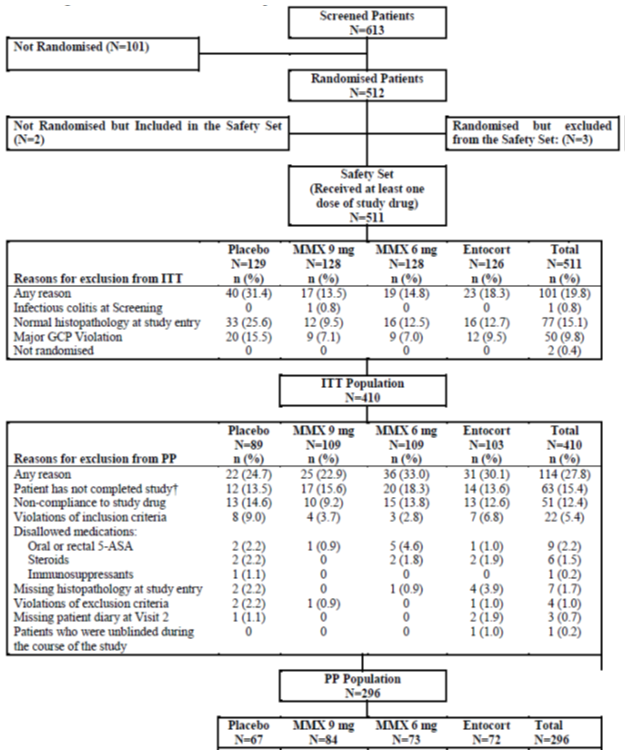 Screened Patients
N=613
Not Randomised (N=101)
Randomised Patients
N=512
Not Randomised but Included in the Safety Set
(N=2)
Randomised but excluded
from the Safety Set: (N=3)
Safety Set
(Received at least one
dose of study drug)
N=511
Placebo MMX 9 mg MMX 6 mg Entocort Total
N=129 N=128 N=128 N=126 N=511
Reasons for exclusion from ITT n (%) n (%) n (%) n (%) n (%)
Any reason 40 (31.4) 17 (13.5) 19 (14.8) 23 (18.3) 101 (19.8)
Infectious colitis at Screening 0 1 (0.8) 0 0 1 (0.8)
Normal histopathology at study entry 33 (25.6) 12 (9.5) 16 (12.5) 16 (12.7) 77 (15.1)
Major GCP Violation 20 (15.5) 9 (7.1) 9 (7.0) 12 (9.5) 50 (9.8)
Not randomised 0 0 0 0 2 (0.4)
ITT Population
N=410
Placebo MMX 9 mg MMX 6 mg Entocort Total
N=89 N=109 N=109 N=103 N=410
Reasons for exclusion from PP n (%) n (%) n (%) n (%) n (%)
Any reason 22 (24.7) 25 (22.9) 36 (33.0) 31 (30.1) 114 (27.8)
Patient has not completed study† 12 (13.5) 17 (15.6) 20 (18.3) 14 (13.6) 63 (15.4)
Non-compliance to study drug 13 (14.6) 10 (9.2) 15 (13.8) 13 (12.6) 51 (12.4)
Violations of inclusion criteria 8 (9.0) 4 (3.7) 3 (2.8) 7 (6.8) 22 (5.4)
Disallowed medications:
Oral or rectal 5-ASA 2 (2.2) 1 (0.9) 5 (4.6) 1 (1.0) 9 (2.2)
Steroids 2 (2.2) 0 2 (1.8) 2 (1.9) 6 (1.5)
Immunosuppressants 1 (1.1) 0 0 0 1 (0.2)
Missing histopathology at study entry 2 (2.2) 0 1 (0.9) 4 (3.9) 7 (1.7)
Violations of exclusion criteria 2 (2.2) 1 (0.9) 0 1 (1.0) 4 (1.0)
Missing patient diary at Visit 2 1 (1.1) 0 0 2 (1.9) 3 (0.7)
Patients who were unblinded during 0 0 0 1 (1.0) 1 (0.2)
the course of the study
PP Population
N=296
Placebo MMX 9 mg MMX 6 mg Entocort Total
N=67 N=84 N=73 N=72 N=296